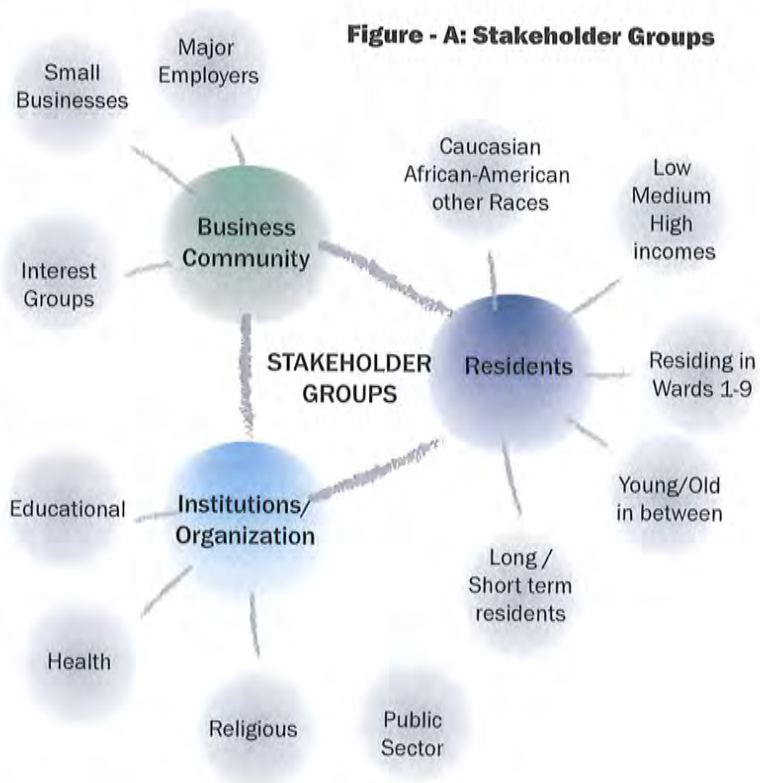 Figure - A: Stakeholder Groups
Small
Businesses
Major
Employers
Interest
Groups
Business
Community
Caucasian
African-American
other Races
Low
Medium
High
incomes
STAKEHOLDER
GROUPS
Residents
Residing in
Wards 1-9
Young/Old
in between
Long /
Short term
residents
Educational
Institutions/
Organization
Health
Religious
Public
Sector